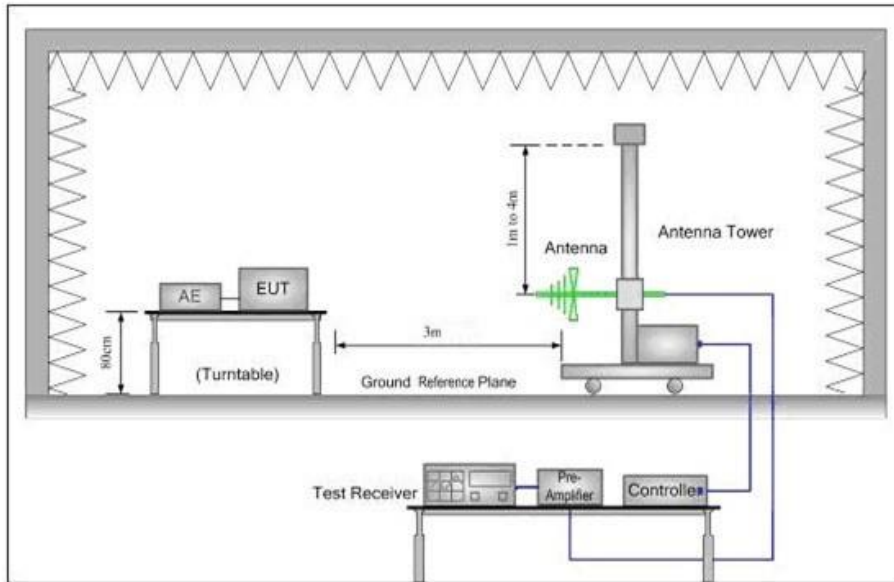 1m to 4m
Antenna
Antenna Tower
AE
EUT
80cm
3m
(Turntable)
Ground Reference Plane
Test Receiver
Pre-
Amplifier
Controller